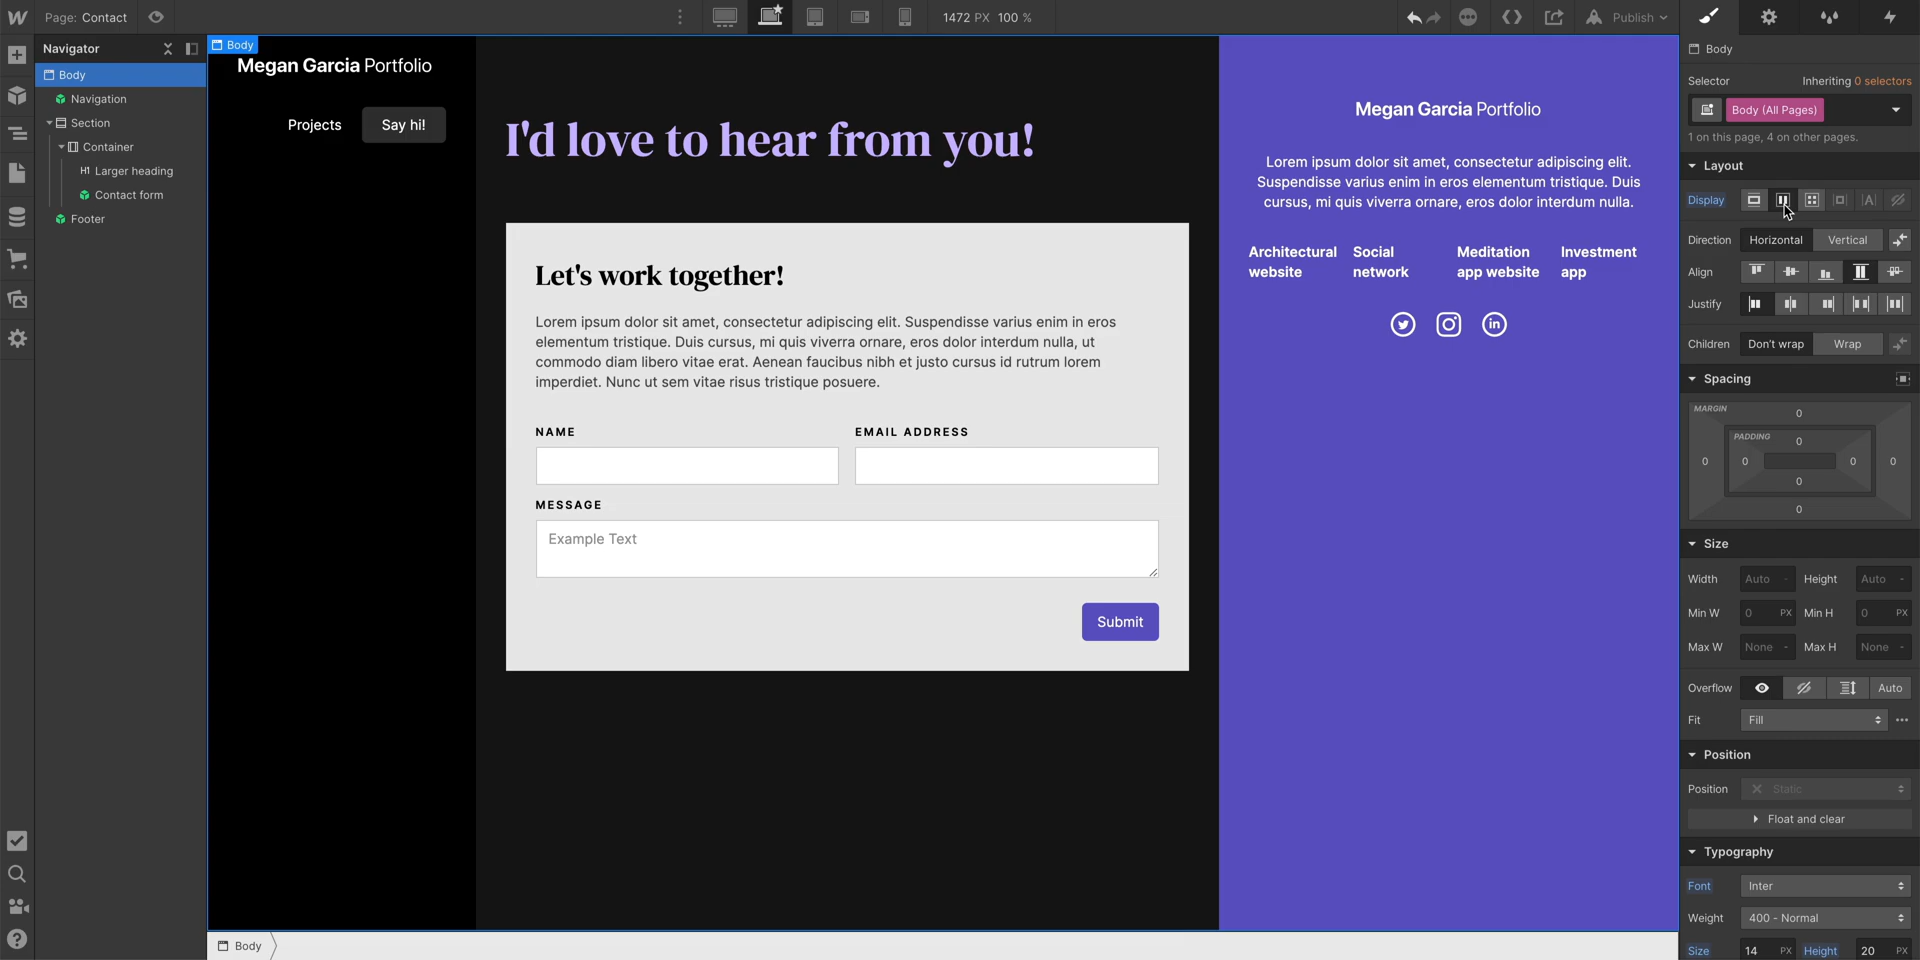 Page: Contact
1472 PX 100 %
Publish
Navigator
Body
Navigation
Section
Container
H1 Larger heading
Contact form
Footer
Body
Megan Garcia Portfolio
Projects
Say hi!
I'd love to hear from you!
Let's work together!
Lorem ipsum dolor sit amet, consectetur adipiscing elit. Suspendisse varius enim in eros
elementum tristique. Duis cursus, mi quis viverra ornare, eros dolor interdum nulla, ut
commodo diam libero vitae erat. Aenean faucibus nibh et justo cursus id rutrum lorem
imperdiet. Nunc ut sem vitae risus tristique posuere.
NAME
EMAIL ADDRESS
MESSAGE
Example Text
Submit
Megan Garcia Portfolio
Lorem ipsum dolor sit amet, consectetur adipiscing elit.
Suspendisse varius enim in eros elementum tristique. Duis
cursus, mi quis viverra ornare, eros dolor interdum nulla.
Architectural
website
Social
network
Meditation
app website
Investment
app
Body
Body
Selector Inheriting 0 selectors
Body (All Pages)
1 on this page, 4 on other pages.
Layout
Display
Direction Horizontal Vertical
Align
Justify
Children Don't wrap Wrap
Spacing
MARGIN
0
PADDING
0
0 0 0 0
0
0
Size
Width Auto - Height Auto -
Min W 0 PX Min H 0 PX
Max W None - Max H None -
Overflow Auto
Fit Fill
Position
Position Static
Float and clear
Typography
Font Inter
Weight 400 - Normal
Size 14 PX Height 20 PX